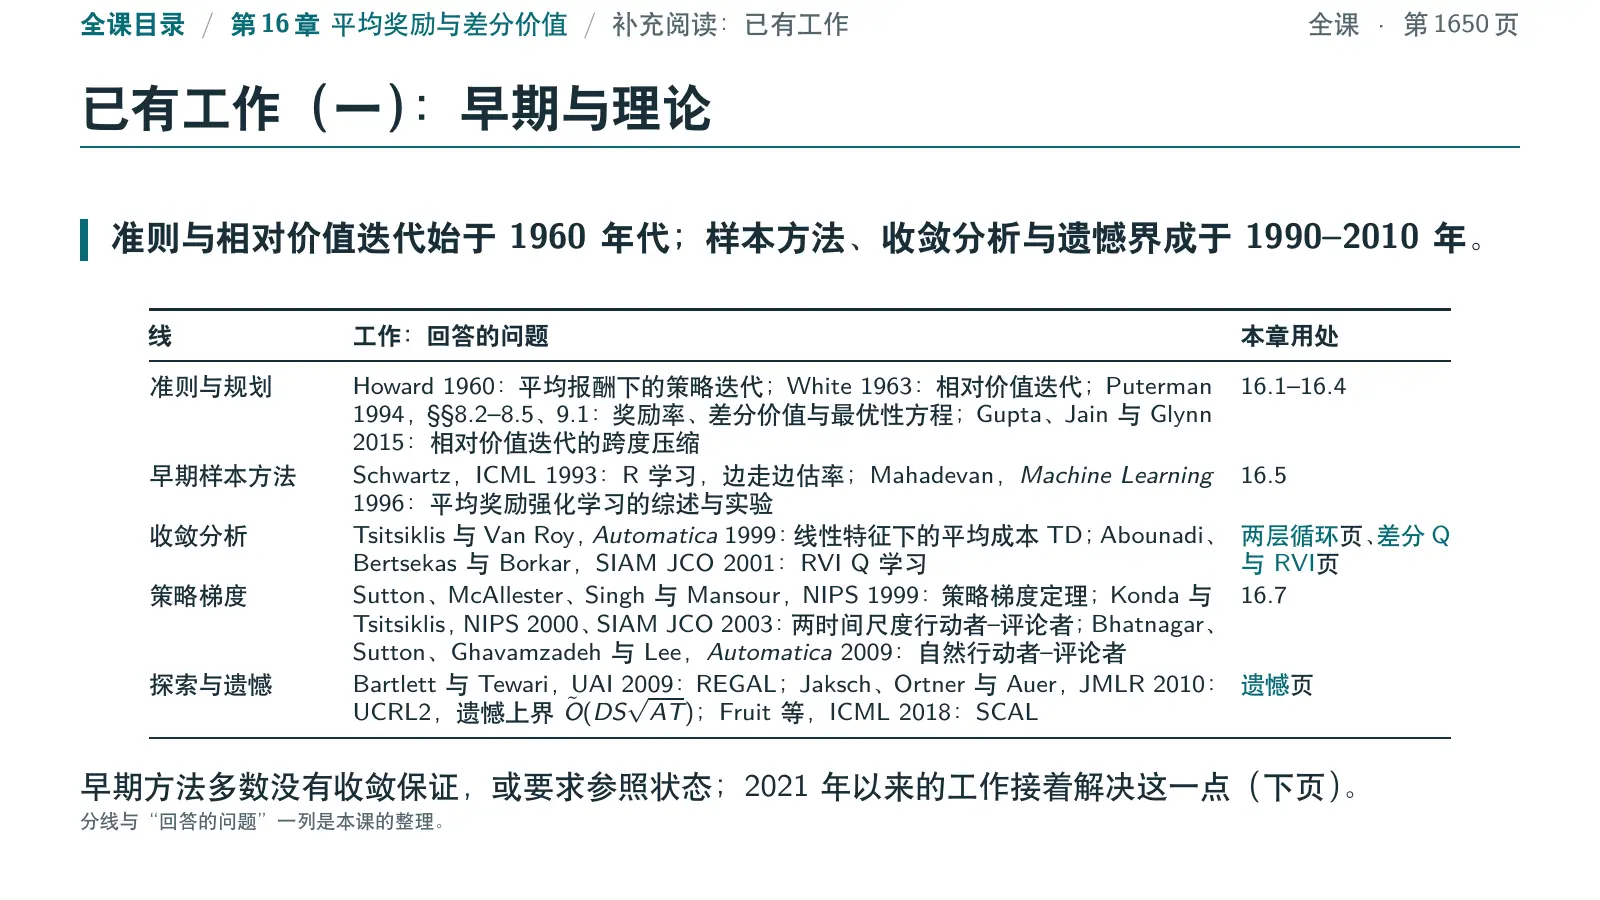 全课目录 / 第 16 章 平均奖励与差分价值 / 补充阅读：已有工作
全课 · 第 1650 页
已有工作（一）：早期与理论
准则与相对价值迭代始于 1960 年代；样本方法、收敛分析与遗憾界成于 1990–2010 年。
线 工作：回答的问题 本章用处
准则与规划 Howard 1960：平均报酬下的策略迭代；White 1963：相对价值迭代；Puterman 16.1–16.4
1994，§§8.2–8.5、9.1：奖励率、差分价值与最优性方程；Gupta、Jain 与 Glynn
2015：相对价值迭代的跨度压缩
早期样本方法 Schwartz，ICML 1993：R 学习，边走边估率；Mahadevan，Machine Learning 16.5
1996：平均奖励强化学习的综述与实验
收敛分析 Tsitsiklis 与 Van Roy，Automatica 1999：线性特征下的平均成本 TD；Abounadi、 两层循环页、差分 Q
Bertsekas 与 Borkar，SIAM JCO 2001：RVI Q 学习 与 RVI页
策略梯度 Sutton、McAllester、Singh 与 Mansour，NIPS 1999：策略梯度定理；Konda 与 16.7
Tsitsiklis，NIPS 2000、SIAM JCO 2003：两时间尺度行动者–评论者；Bhatnagar、
Sutton、Ghavamzadeh 与 Lee，Automatica 2009：自然行动者–评论者
探索与遗憾 Bartlett 与 Tewari，UAI 2009：REGAL；Jaksch、Ortner 与 Auer，JMLR 2010： 遗憾页
UCRL2，遗憾上界 Õ(DS√AT)；Fruit 等，ICML 2018：SCAL
早期方法多数没有收敛保证，或要求参照状态；2021 年以来的工作接着解决这一点（下页）。
分线与“回答的问题”一列是本课的整理。